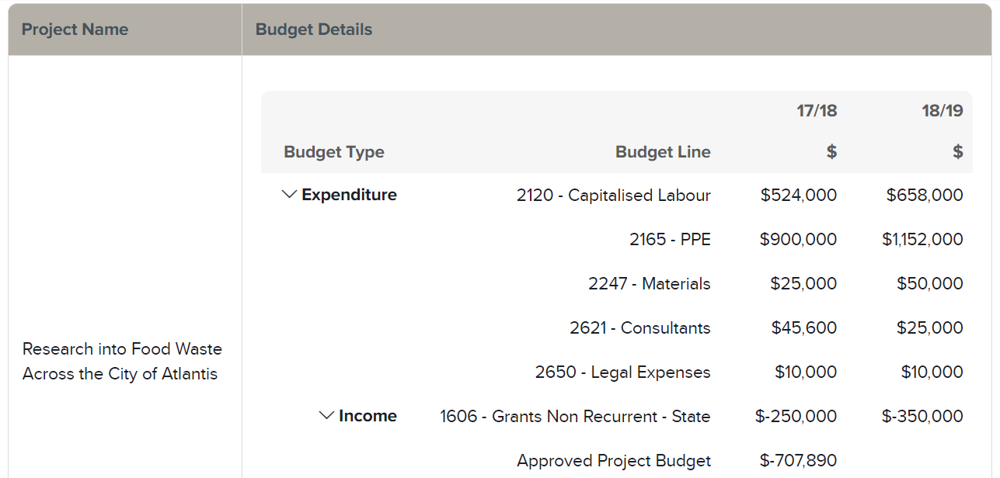 Project Name Budget Details
17/18 18/19
Budget Type Budget Line $ $
Expenditure 2120 - Capitalised Labour $524,000 $658,000
2165 - PPE $900,000 $1,152,000
2247 - Materials $25,000 $50,000
2621 - Consultants $45,600 $25,000
Research into Food Waste
Across the City of Atlantis
2650 - Legal Expenses $10,000 $10,000
Income 1606 - Grants Non Recurrent - State $-250,000 $-350,000
Approved Project Budget $-707,890